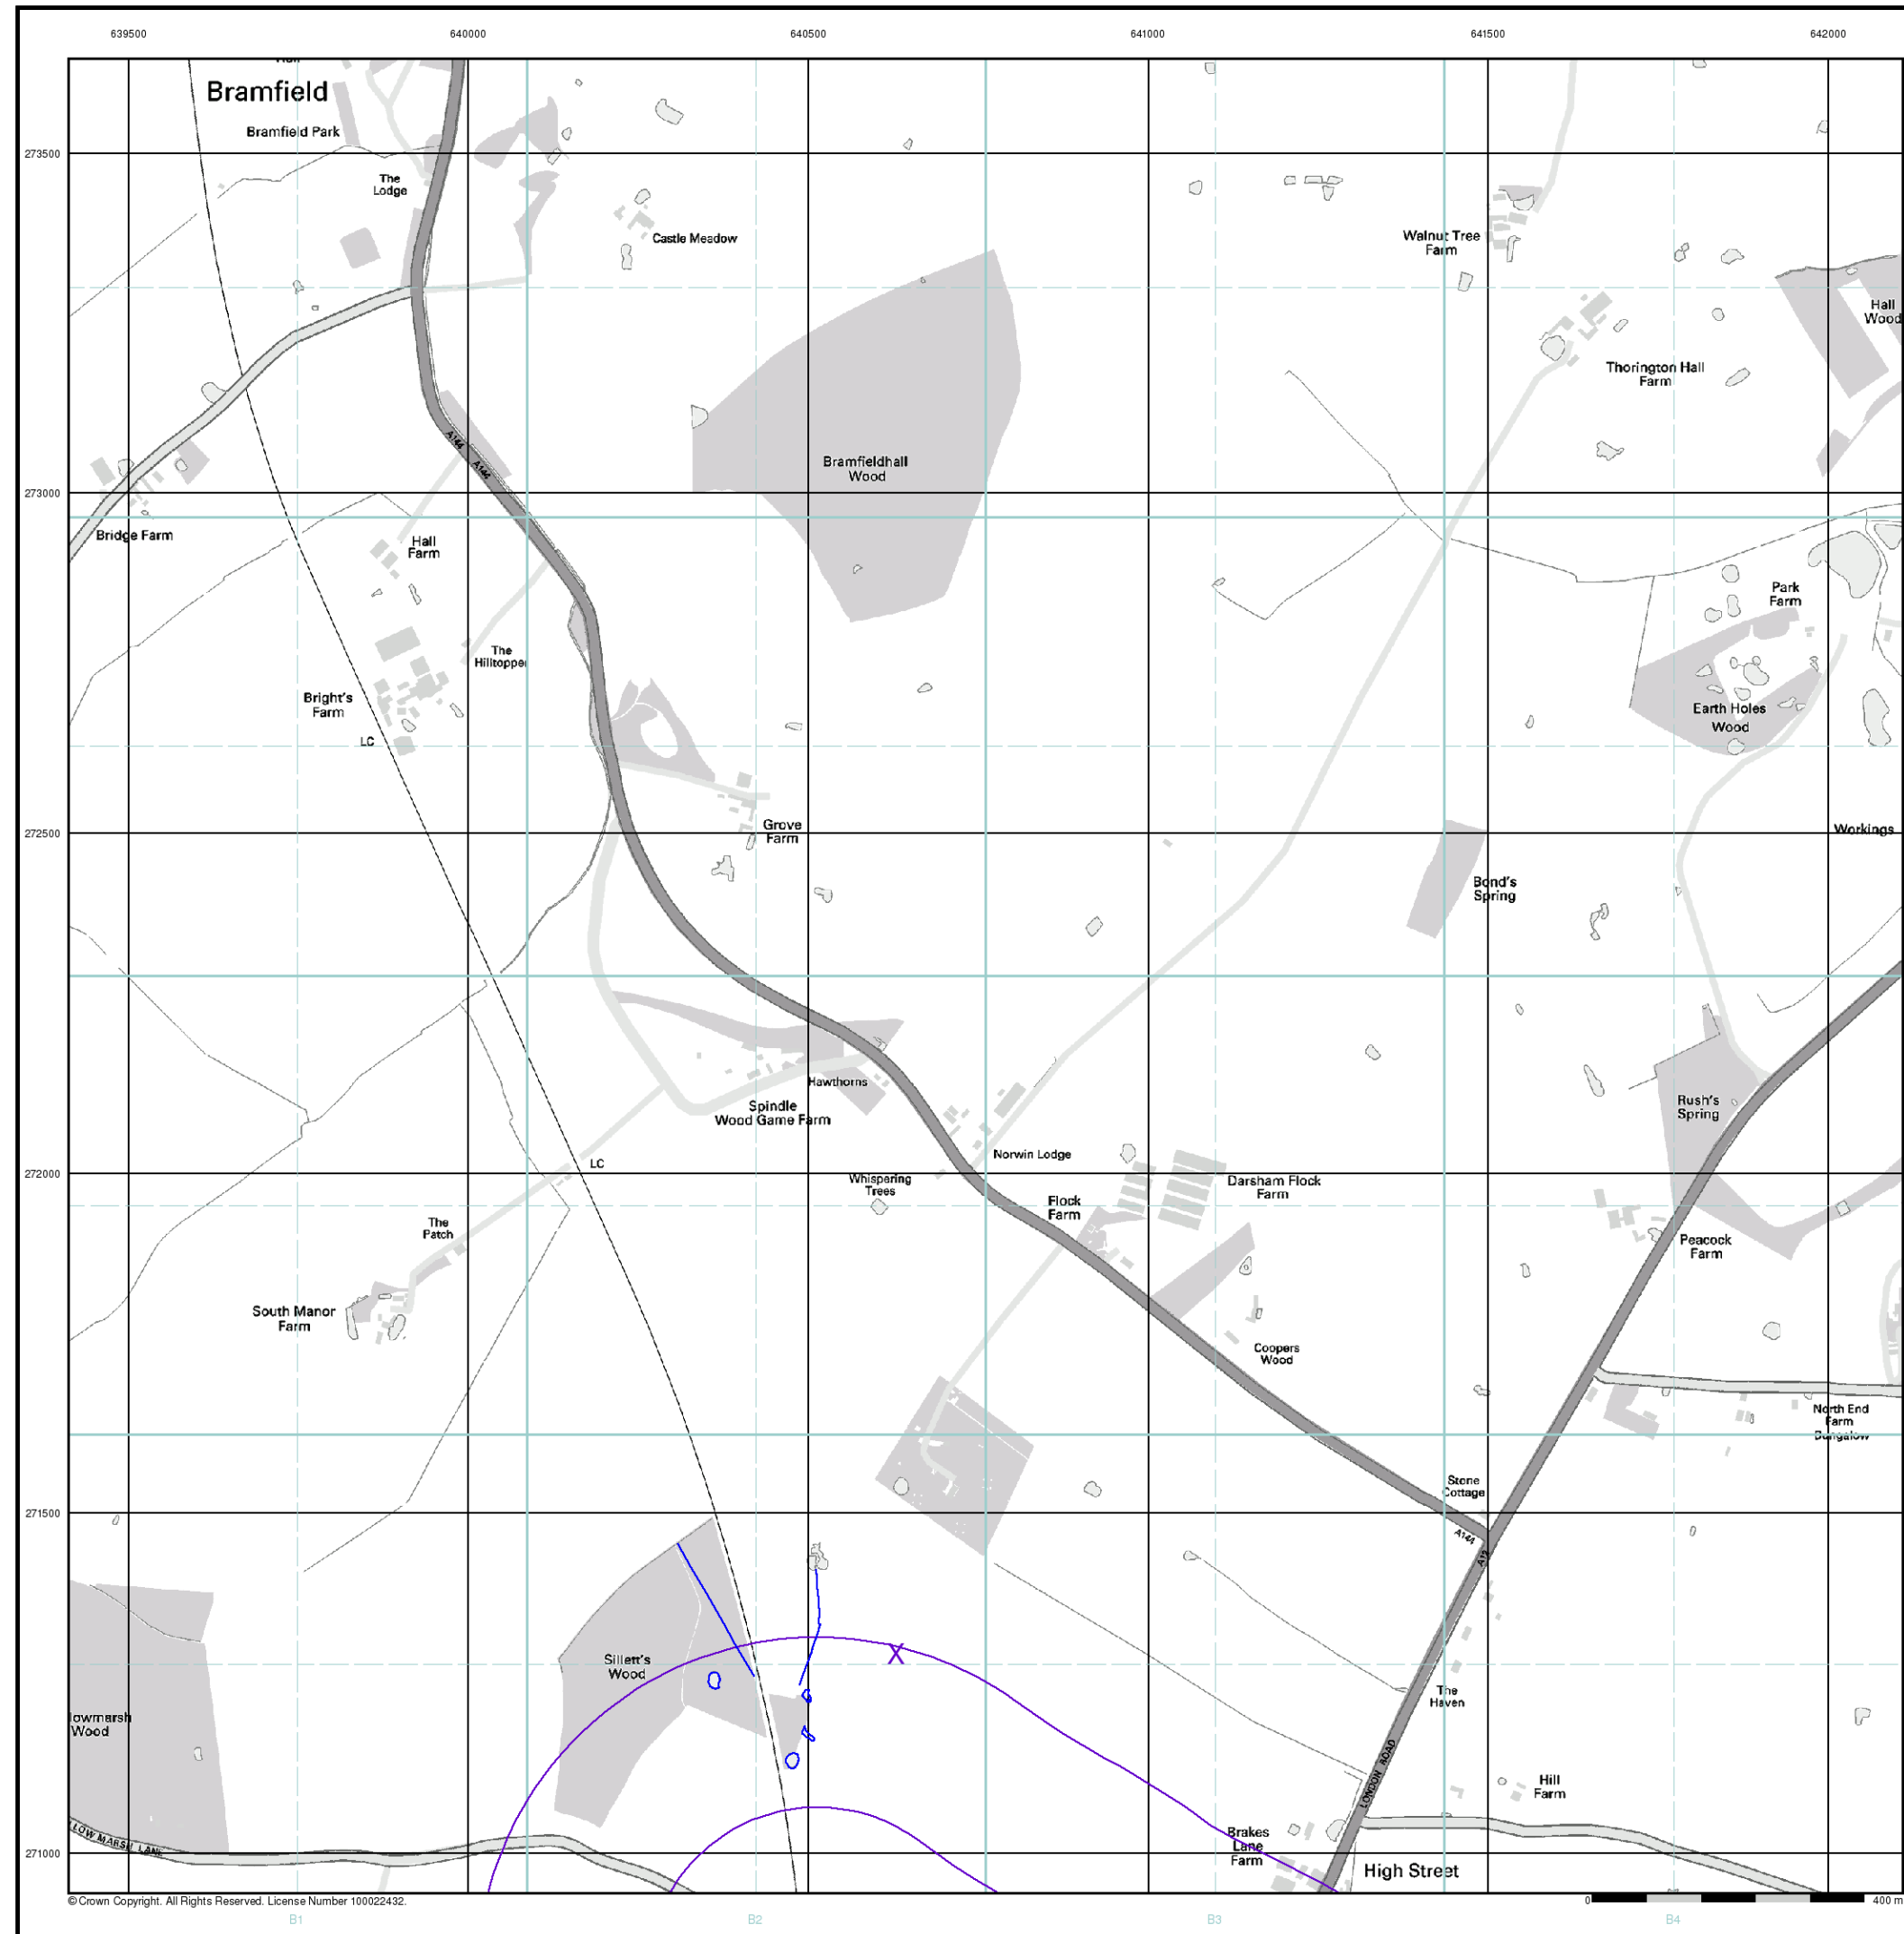 639500 640000 640500 641000 641500 642000
Bramfield
Bramfield Park
273500
The
Lodge
Castle Meadow
Walnut Tree
Farm
Hall
Wood
Thorington Hall
Farm
A144
A144
Bramfieldhall
Wood
273000
Bridge Farm
Hall
Farm
Park
Farm
The
Hilltopper
Bright's
Farm
LC
Earth Holes
Wood
272500
Grove
Farm
Workings
Bond's
Spring
Hawthorns
Spindle
Wood Game Farm
Rush's
Spring
Norwin Lodge
LC
272000
Whispering
Trees
Darsham Flock
Farm
Flock
Farm
The
Patch
Peacock
Farm
South Manor
Farm
Coopers
Wood
North End
Farm
Bungalow
Stone
Cottage
271500
A144
A12
Sillett's
Wood
X
The
Haven
lowmarsh
Wood
LONDON ROAD
Hill
Farm
LOW MARSH LANE
Brakes
Lane
Farm
271000
High Street
© Crown Copyright. All Rights Reserved. License Number 100022432.
0 400 m
B1 B2 B3 B4